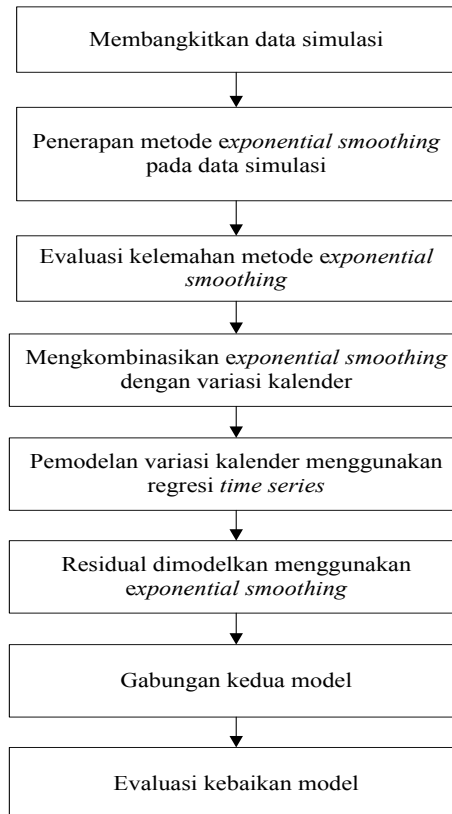 Membangkitkan data simulasi
Penerapan metode exponential smoothing
pada data simulasi
Evaluasi kelemahan metode exponential
smoothing
Mengkombinasikan exponential smoothing
dengan variasi kalender
Pemodelan variasi kalender menggunakan
regresi time series
Residual dimodelkan menggunakan
exponential smoothing
Gabungan kedua model
Evaluasi kebaikan model